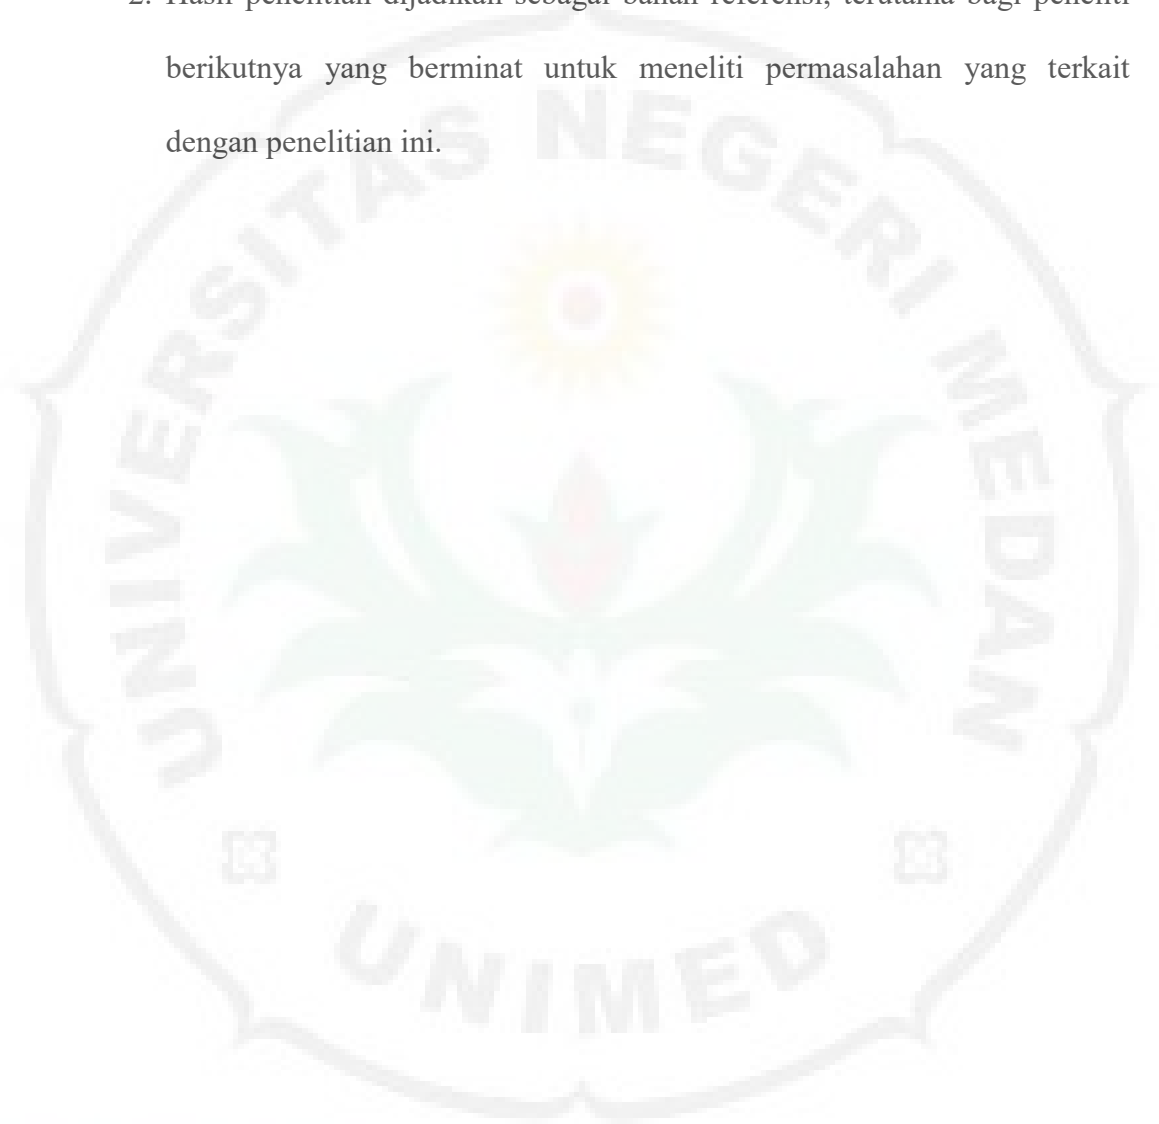 2. Hasil penelitian dijadikan sebagai bahan referensi, terutama bagi peneliti
berikutnya yang berminat untuk meneliti permasalahan yang terkait
dengan penelitian ini.
UNIVERSITAS NEGERI MEDAN
UNIMED